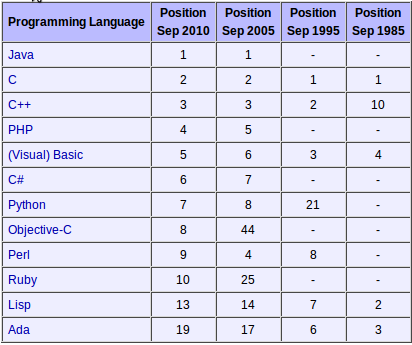 Programming Language Position Sep 2010 Position Sep 2005 Position Sep 1995 Position Sep 1985
Java 1 1 - -
C 2 2 1 1
C++ 3 3 2 10
PHP 4 5 - -
(Visual) Basic 5 6 3 4
C# 6 7 - -
Python 7 8 21 -
Objective-C 8 44 - -
Perl 9 4 8 -
Ruby 10 25 - -
Lisp 13 14 7 2
Ada 19 17 6 3